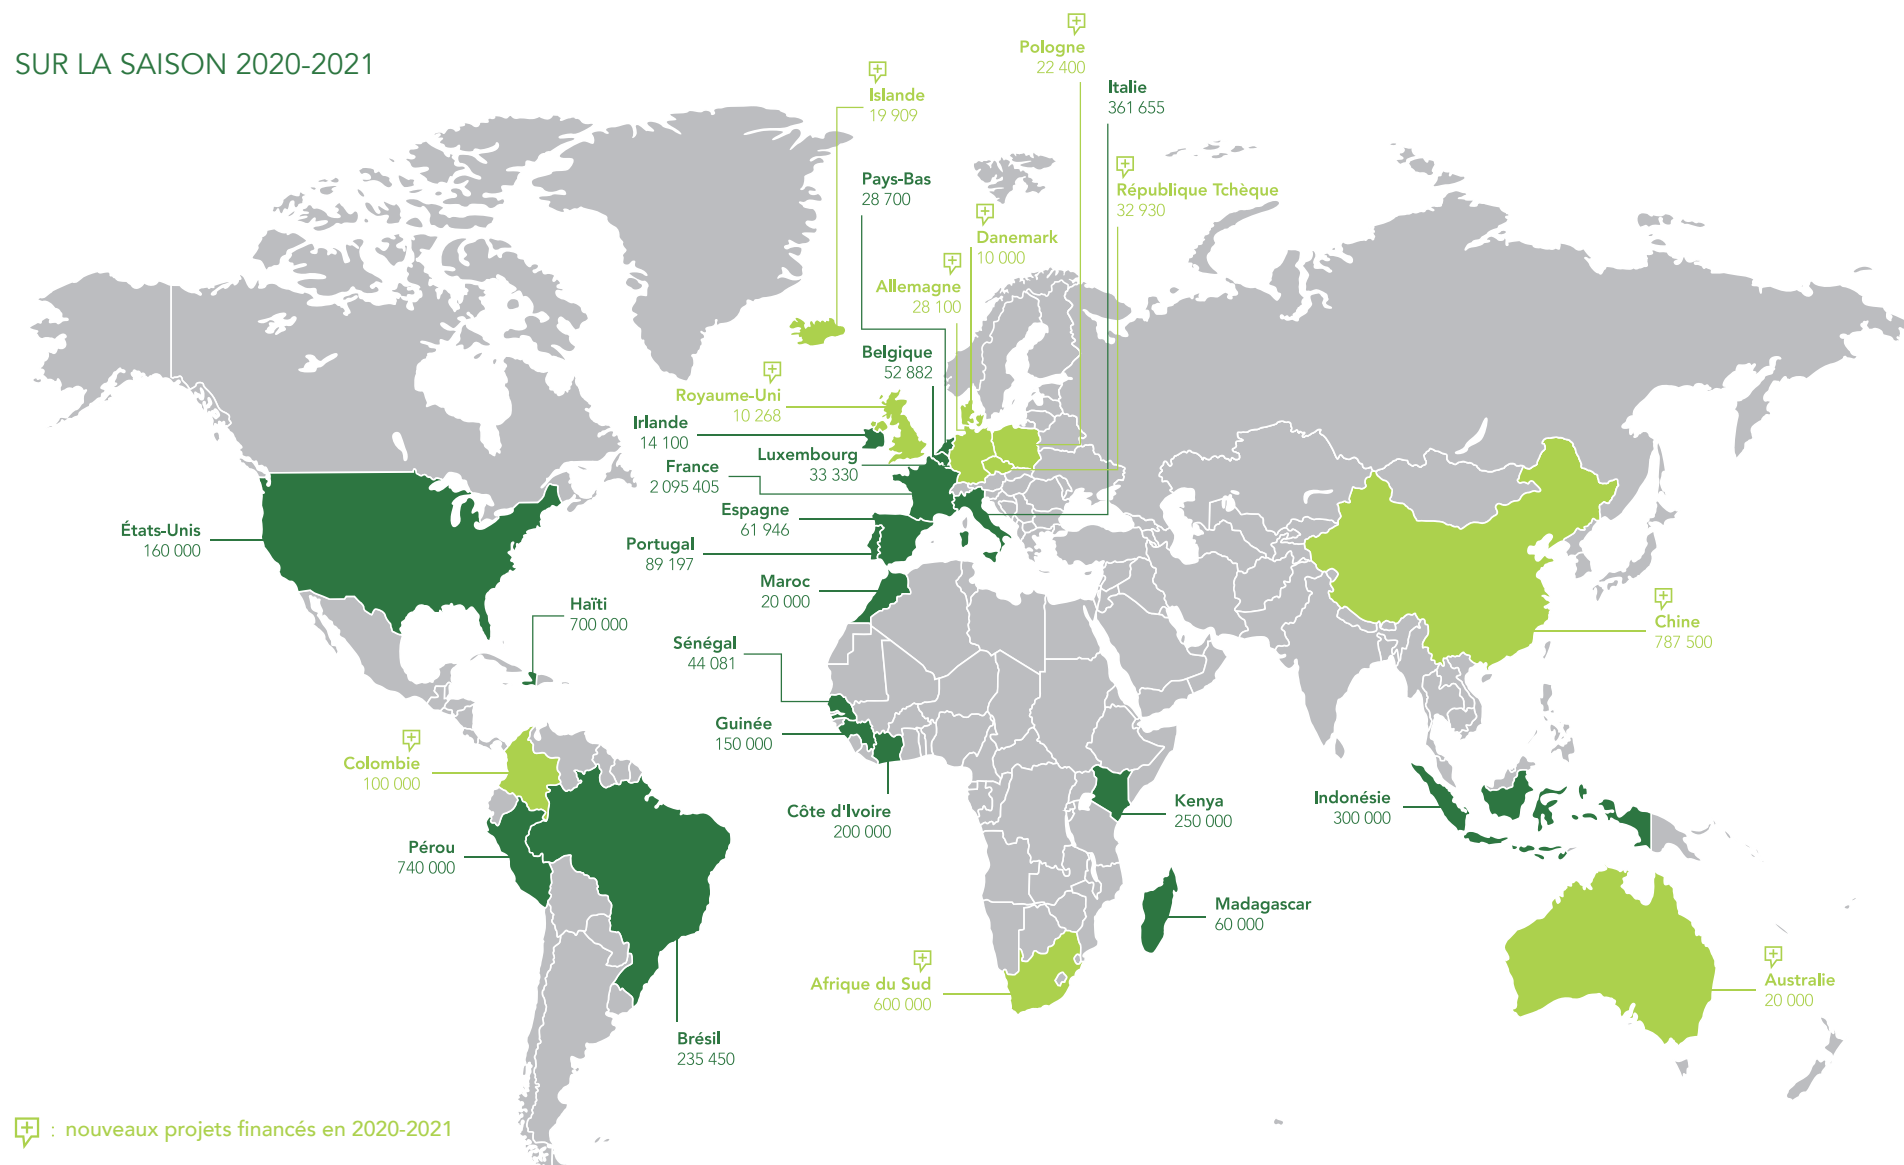 SUR LA SAISON 2020-2021
Pologne
22 400
Islande
19 909
Italie
361 655
Pays-Bas
28 700
République Tchèque
32 930
Danemark
10 000
Allemagne
28 100
Belgique
52 882
Royaume-Uni
10 268
Irlande
14 100
Luxembourg
33 330
France
2 095 405
Espagne
61 946
États-Unis
160 000
Portugal
89 197
Maroc
20 000
Haïti
700 000
Chine
787 500
Sénégal
44 081
Guinée
150 000
Colombie
100 000
Côte d'Ivoire
200 000
Kenya
250 000
Indonésie
300 000
Pérou
740 000
Madagascar
60 000
Afrique du Sud
600 000
Australie
20 000
Brésil
235 450
: nouveaux projets financés en 2020-2021